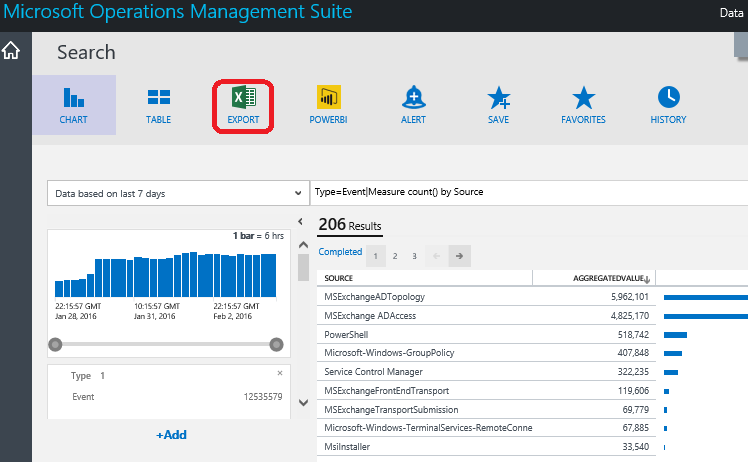 Microsoft Operations Management Suite
Data
Search
CHART
TABLE
EXPORT
POWERBI
ALERT
SAVE
FAVORITES
HISTORY
Data based on last 7 days
Type=Event|Measure count() by Source
1 bar = 6 hrs
22:15:57 GMT 10:15:57 GMT 22:15:57 GMT
Jan 28, 2016 Jan 31, 2016 Feb 2, 2016
Type 1 ×
Event 12535579
+Add
206 Results
Completed 1 2 3
SOURCE AGGREGATEDVALUE
MSExchangeADTopology 5,962,101
MSExchange ADAccess 4,825,170
PowerShell 518,742
Microsoft-Windows-GroupPolicy 407,848
Service Control Manager 322,235
MSExchangeFrontEndTransport 119,606
MSExchangeTransportSubmission 69,779
Microsoft-Windows-TerminalServices-RemoteConne 67,885
MsiInstaller 33,540